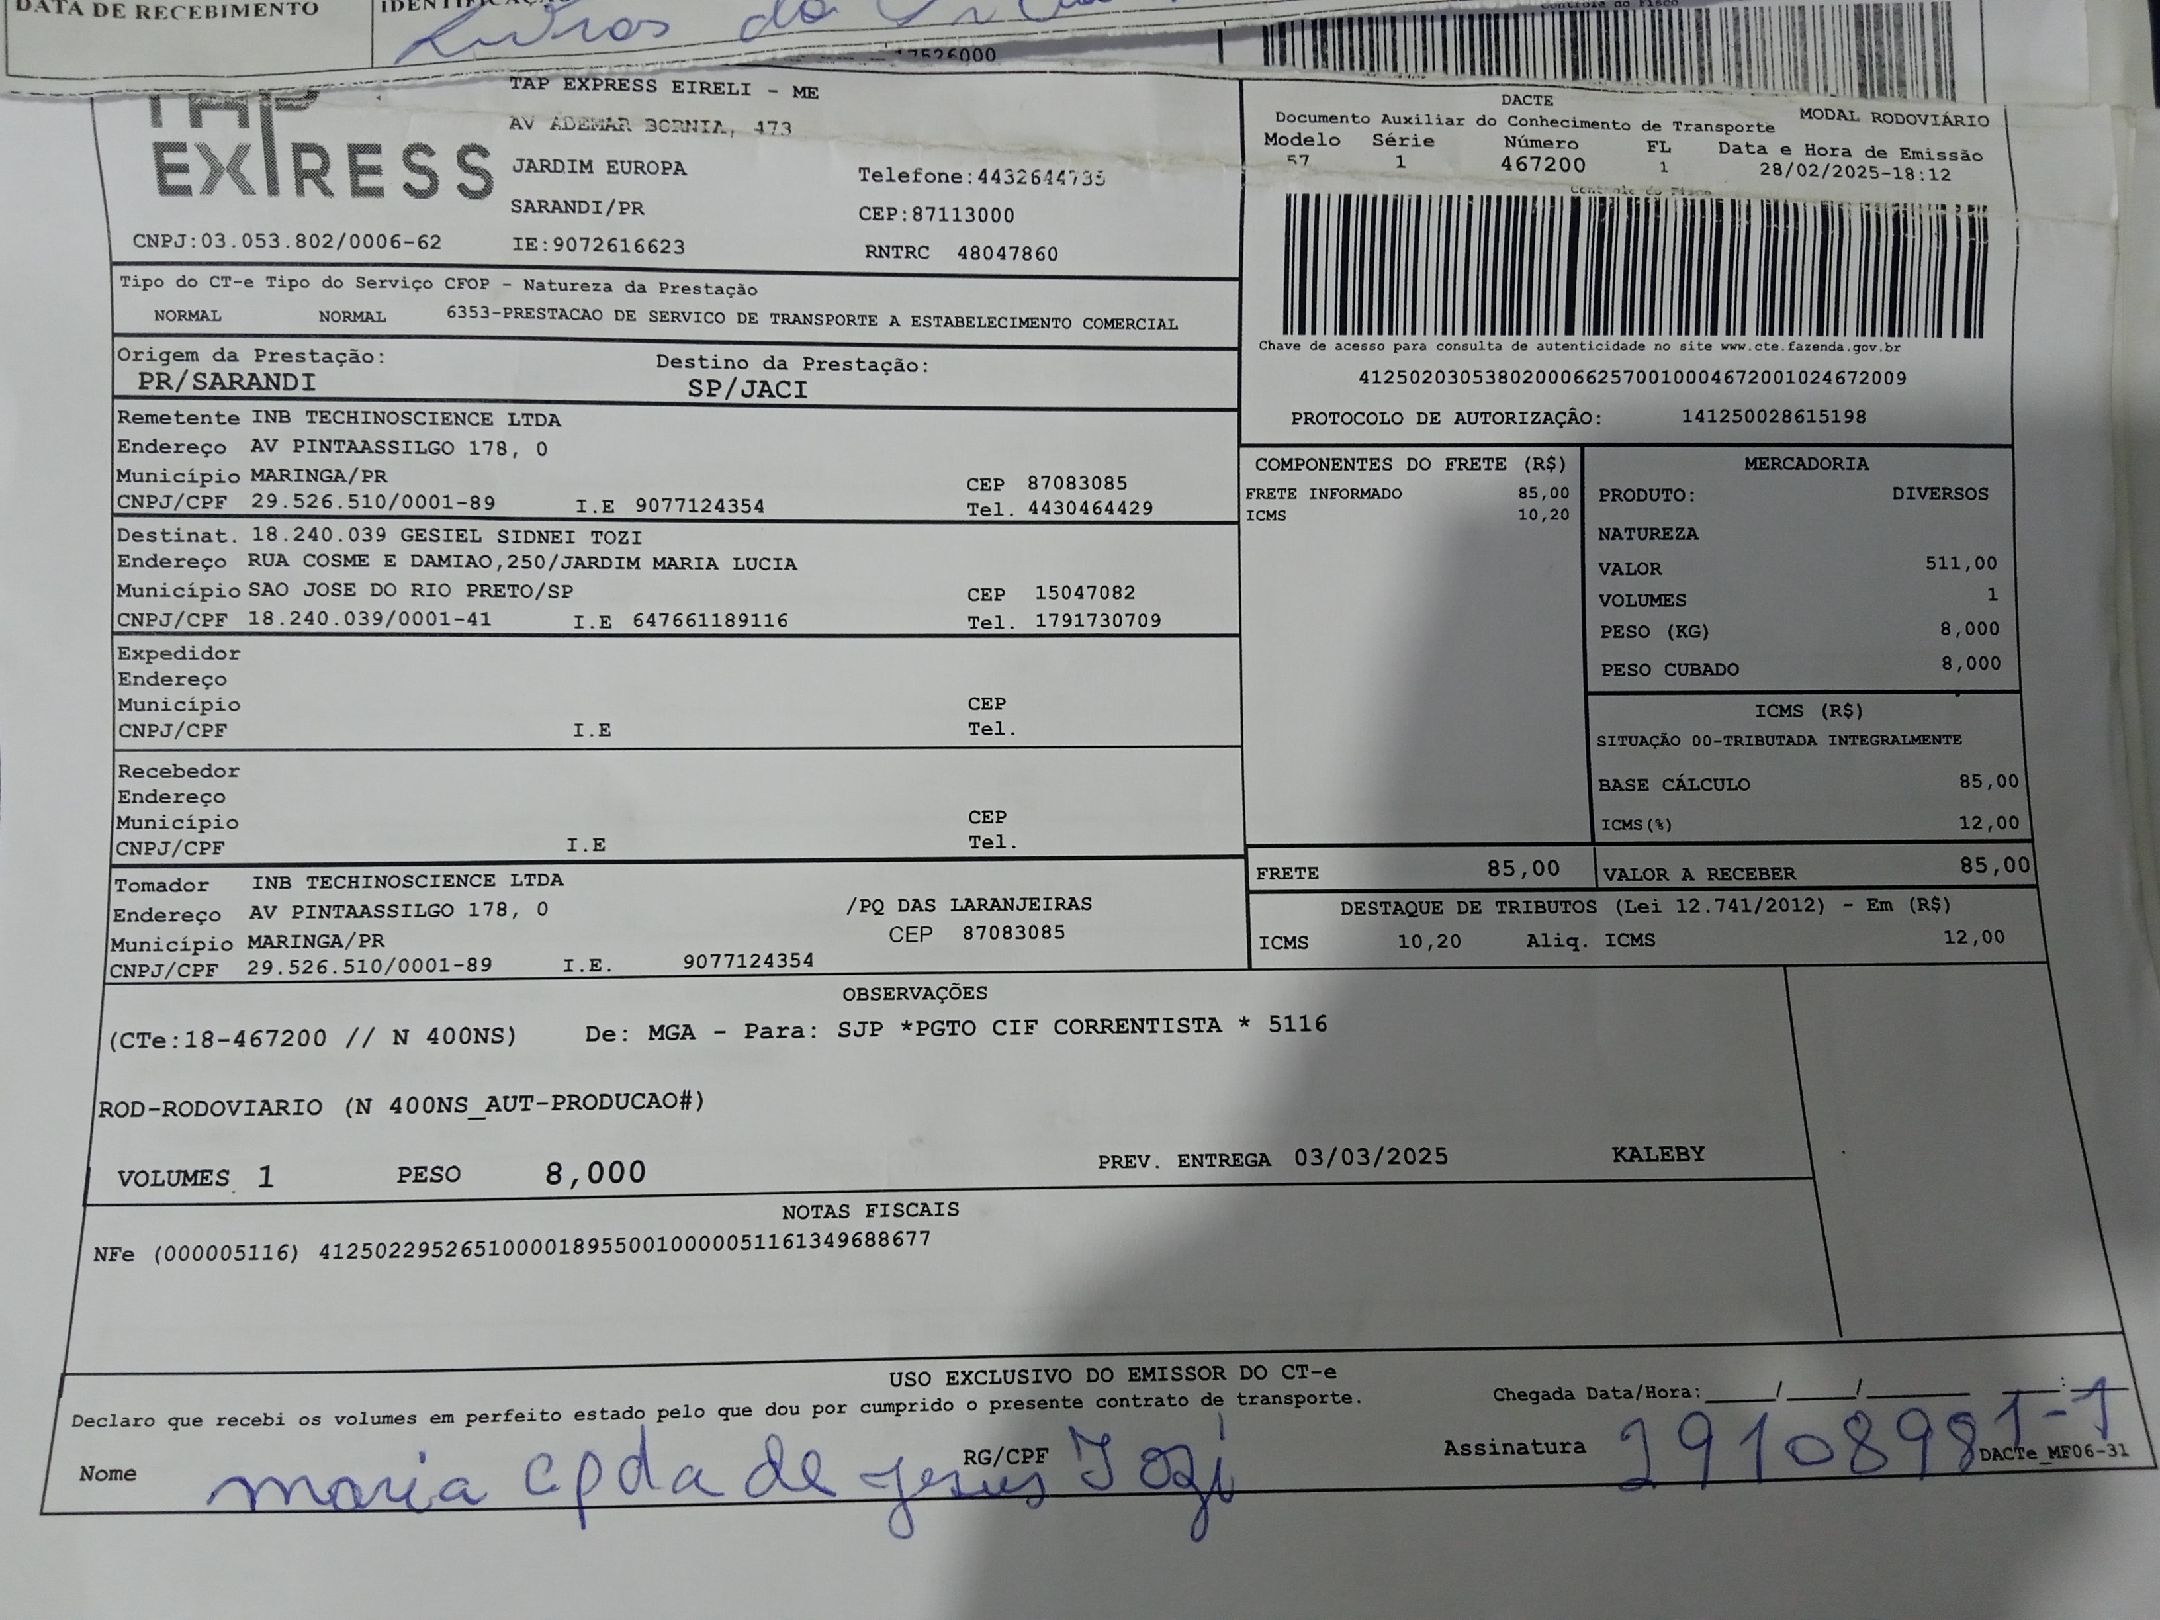 DATA DE RECEBIMENTO
17526000
Controle do Fisco
TAP EXPRESS
TAP EXPRESS EIRELI - ME
AV ADEMAR BORNIA, 473
JARDIM EUROPA Telefone:4432644735
SARANDI/PR CEP:87113000
CNPJ:03.053.802/0006-62 IE:9072616623 RNTRC 48047860
DACTE MODAL RODOVIÁRIO
Documento Auxiliar do Conhecimento de Transporte
Modelo Série Número FL Data e Hora de Emissão
57 1 467200 1 28/02/2025-18:12
Controle do Fisco
Chave de acesso para consulta de autenticidade no site www.cte.fazenda.gov.br
41250203053802000662570010004672001024672009
PROTOCOLO DE AUTORIZAÇÃO: 141250028615198
Tipo do CT-e Tipo do Serviço CFOP - Natureza da Prestação
NORMAL NORMAL 6353-PRESTACAO DE SERVICO DE TRANSPORTE A ESTABELECIMENTO COMERCIAL
Origem da Prestação: Destino da Prestação:
PR/SARANDI SP/JACI
Remetente INB TECHINOSCIENCE LTDA
Endereço AV PINTAASSILGO 178, 0
Município MARINGA/PR CEP 87083085
CNPJ/CPF 29.526.510/0001-89 I.E 9077124354 Tel. 4430464429
Destinat. 18.240.039 GESIEL SIDNEI TOZI
Endereço RUA COSME E DAMIAO,250/JARDIM MARIA LUCIA
Município SAO JOSE DO RIO PRETO/SP CEP 15047082
CNPJ/CPF 18.240.039/0001-41 I.E 647661189116 Tel. 1791730709
Expedidor
Endereço
Município CEP
CNPJ/CPF I.E Tel.
Recebedor
Endereço
Município CEP
CNPJ/CPF I.E Tel.
Tomador INB TECHINOSCIENCE LTDA
Endereço AV PINTAASSILGO 178, 0 /PQ DAS LARANJEIRAS
Município MARINGA/PR CEP 87083085
CNPJ/CPF 29.526.510/0001-89 I.E. 9077124354
COMPONENTES DO FRETE (R$)
FRETE INFORMADO 85,00
ICMS 10,20
MERCADORIA
PRODUTO: DIVERSOS
NATUREZA
VALOR 511,00
VOLUMES 1
PESO (KG) 8,000
PESO CUBADO 8,000
ICMS (R$)
SITUAÇÃO 00-TRIBUTADA INTEGRALMENTE
BASE CÁLCULO 85,00
ICMS(%) 12,00
FRETE 85,00 VALOR A RECEBER 85,00
DESTAQUE DE TRIBUTOS (Lei 12.741/2012) - Em (R$)
ICMS 10,20 Aliq. ICMS 12,00
OBSERVAÇÕES
(CTe:18-467200 // N 400NS) De: MGA - Para: SJP *PGTO CIF CORRENTISTA * 5116
ROD-RODOVIARIO (N 400NS_AUT-PRODUCAO#)
VOLUMES 1 PESO 8,000 PREV. ENTREGA 03/03/2025 KALEBY
NOTAS FISCAIS
NFe (000005116) 41250229526510000189550010000051161349688677
USO EXCLUSIVO DO EMISSOR DO CT-e
Declaro que recebi os volumes em perfeito estado pelo que dou por cumprido o presente contrato de transporte. Chegada Data/Hora:____/____/______ __:__
Nome maria cpda de Jesus Tozi RG/CPF Assinatura 29108981-1
DACTe_MF06-31